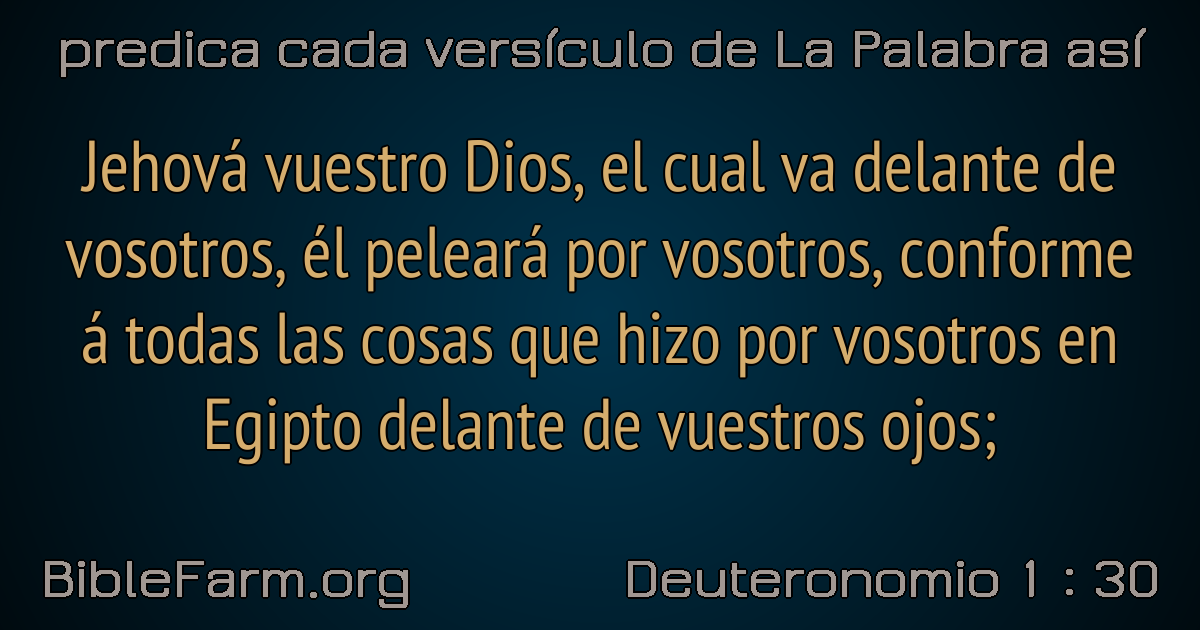 predica cada versículo de La Palabra así
Jehová vuestro Dios, el cual va delante de
vosotros, él peleará por vosotros, conforme
á todas las cosas que hizo por vosotros en
Egipto delante de vuestros ojos;
BibleFarm.org
Deuteronomio 1 : 30